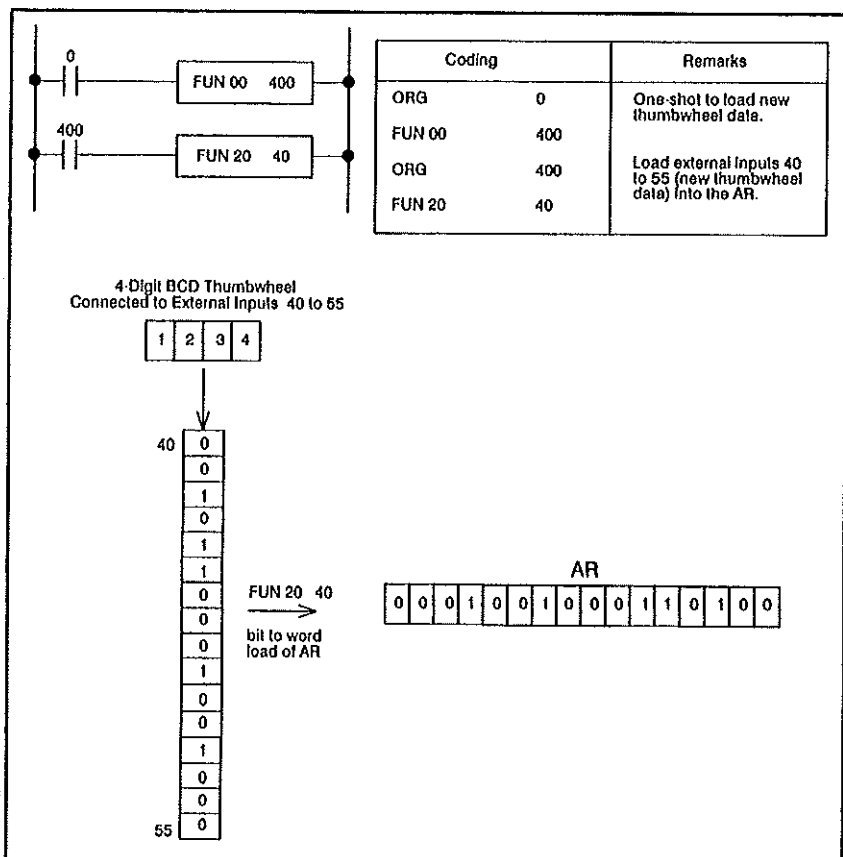 0
FUN 00 400
400
FUN 20 40
Coding Remarks
ORG 0 One-shot to load new
thumbwheel data.
FUN 00 400
ORG 400 Load external inputs 40
to 55 (new thumbwheel
data) into the AR.
FUN 20 40
4-Digit BCD Thumbwheel
Connected to External Inputs 40 to 55
1 2 3 4
40 0
0
1
0
1
1
0
0
0
1
0
0
1
0
0
55 0
FUN 20 40
bit to word
load of AR
AR
0 0 0 1 0 0 1 0 0 0 1 1 0 1 0 0